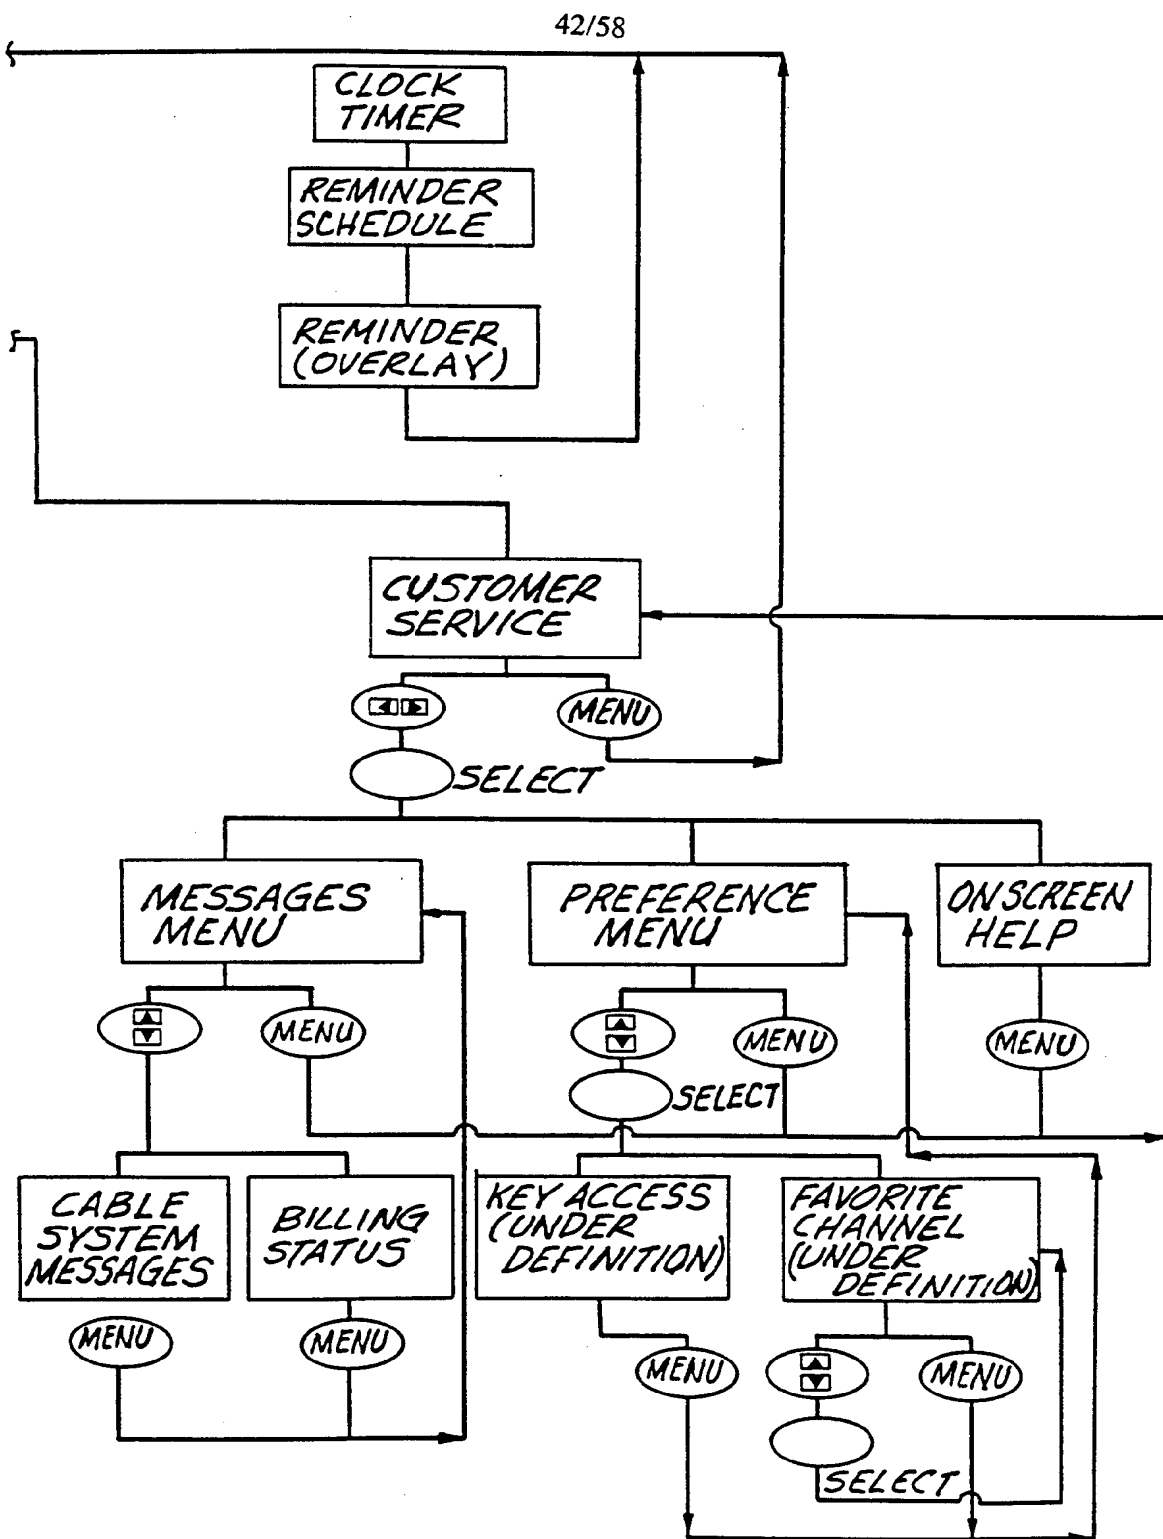 42/58
CLOCK
TIMER
REMINDER
SCHEDULE
REMINDER
(OVERLAY)
CUSTOMER
SERVICE
MENU
SELECT
MESSAGES
MENU
PREFERENCE
MENU
ONSCREEN
HELP
MENU
MENU
MENU
SELECT
CABLE
SYSTEM
MESSAGES
BILLING
STATUS
KEY ACCESS
(UNDER
DEFINITION)
FAVORITE
CHANNEL
(UNDER
DEFINITION)
MENU
MENU
MENU
MENU
SELECT